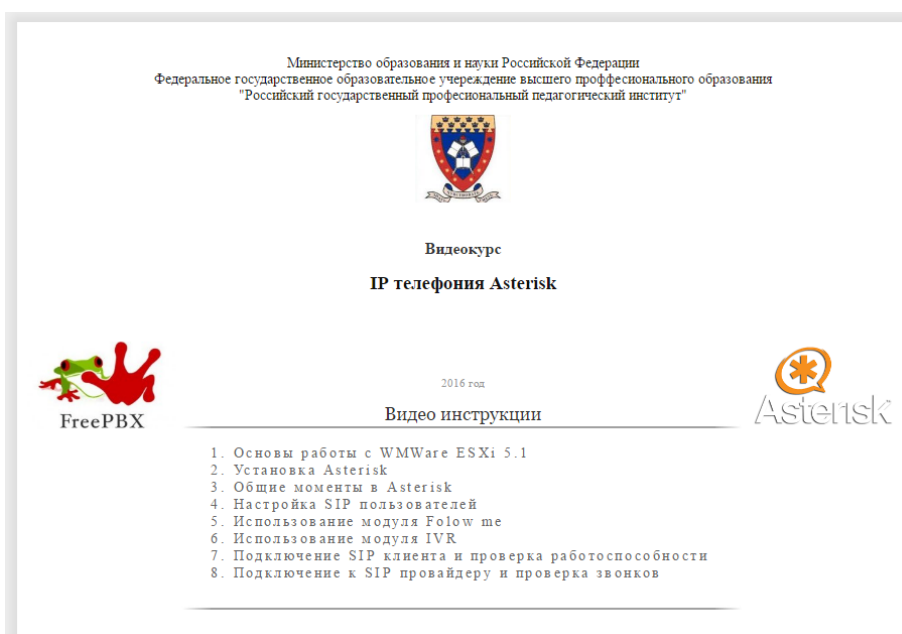 Министерство образования и науки Российской Федерации
Федеральное государственное образовательное учереждение высшего проффесионального образования
"Российский государственный професиональный педагогический институт"
Видеокурс
IP телефония Asterisk
FreePBX
2016 год
Asterisk
Видео инструкции
1. Основы работы с WMWare ESXi 5.1
2. Установка Asterisk
3. Общие моменты в Asterisk
4. Настройка SIP пользователей
5. Использование модуля Folow me
6. Использование модуля IVR
7. Подключение SIP клиента и проверка работоспособности
8. Подключение к SIP провайдеру и проверка звонков